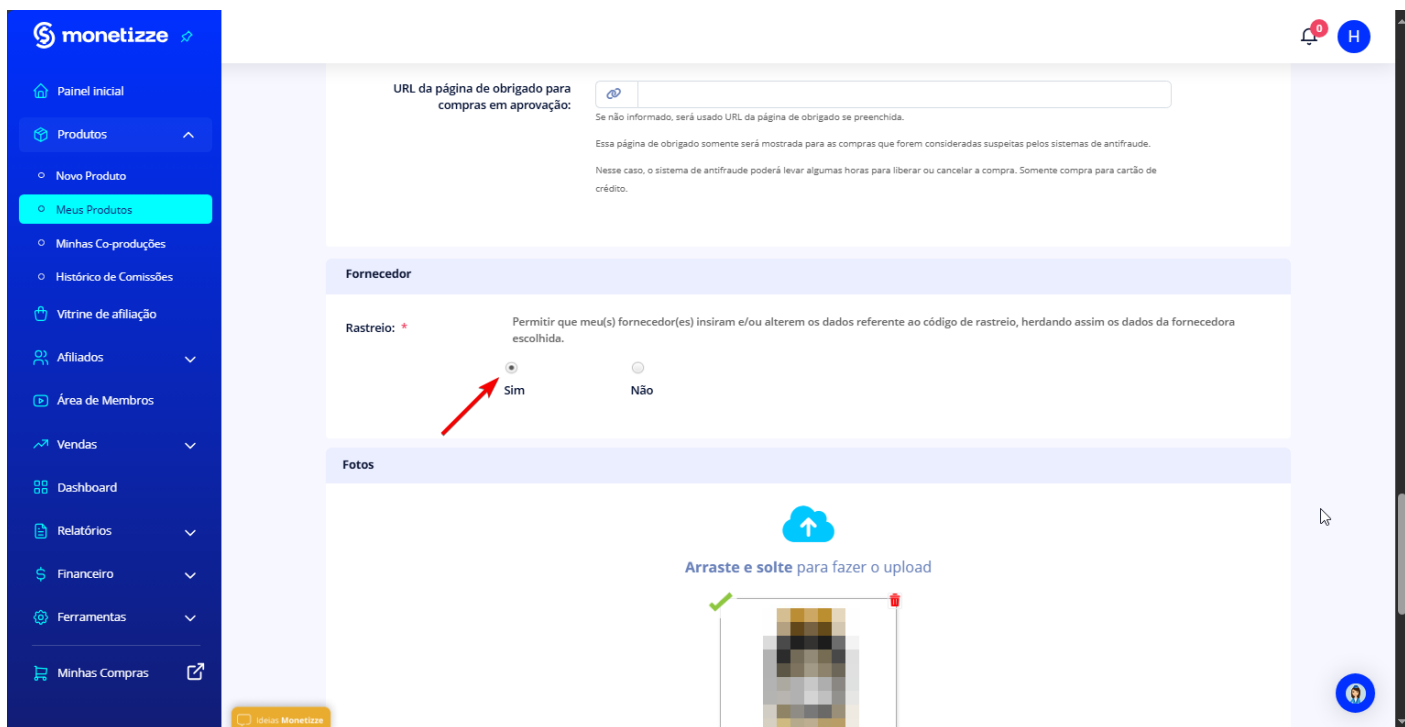 monetizze
0
H
Painel inicial
Produtos
Novo Produto
Meus Produtos
Minhas Co-produções
Histórico de Comissões
Vitrine de afiliação
Afiliados
Área de Membros
Vendas
Dashboard
Relatórios
Financeiro
Ferramentas
Minhas Compras
URL da página de obrigado para
compras em aprovação:
Se não informado, será usado URL da página de obrigado se preenchida.
Essa página de obrigado somente será mostrada para as compras que forem consideradas suspeitas pelos sistemas de antifraude.
Nesse caso, o sistema de antifraude poderá levar algumas horas para liberar ou cancelar a compra. Somente compra para cartão de
crédito.
Fornecedor
Rastreio: *
Permitir que meu(s) fornecedor(es) insiram e/ou alterem os dados referente ao código de rastreio, herdando assim os dados da fornecedora
escolhida.
Sim
Não
Fotos
Arraste e solte para fazer o upload
Ideias Monetizze